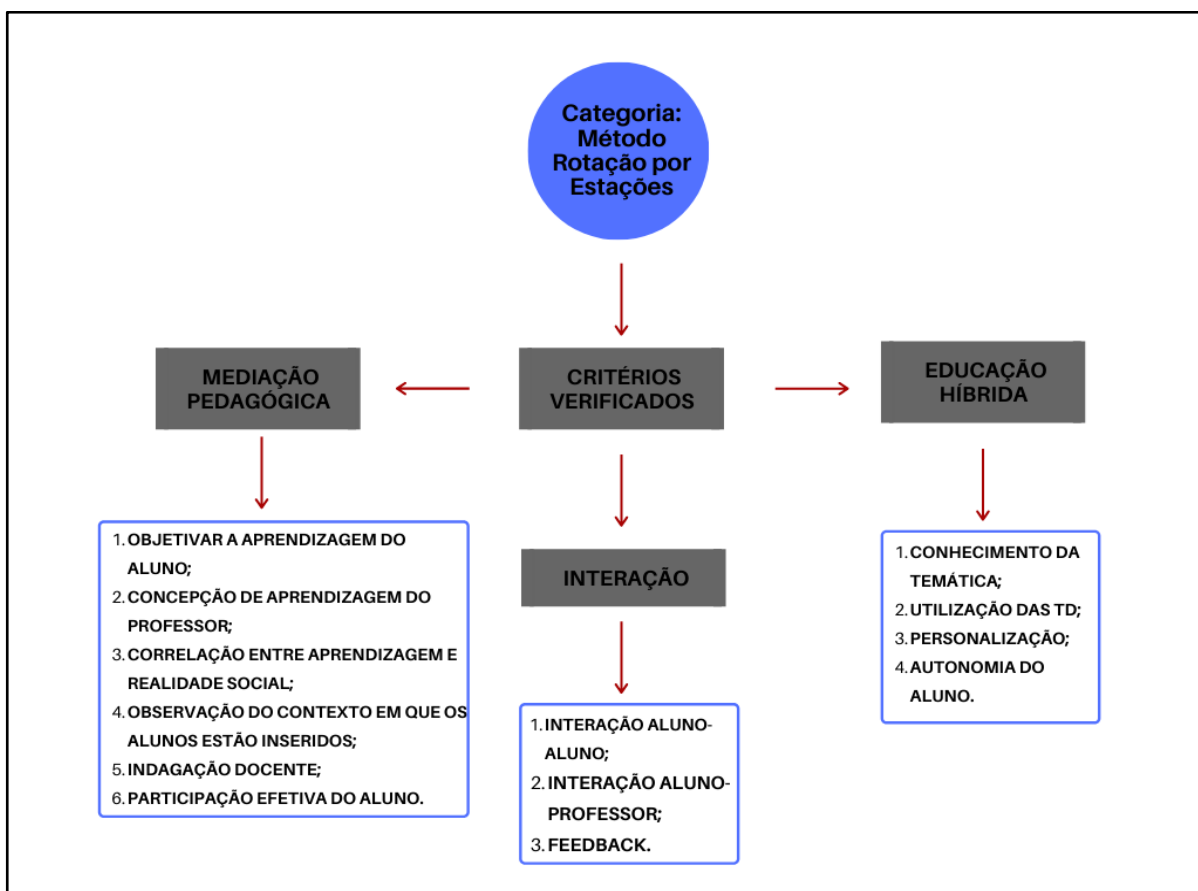 Categoria:
Método
Rotação por
Estações
MEDIAÇÃO
PEDAGÓGICA
CRITÉRIOS
VERIFICADOS
EDUCAÇÃO
HÍBRIDA
1. OBJETIVAR A APRENDIZAGEM DO
ALUNO;
2. CONCEPÇÃO DE APRENDIZAGEM DO
PROFESSOR;
3. CORRELAÇÃO ENTRE APRENDIZAGEM E
REALIDADE SOCIAL;
4. OBSERVAÇÃO DO CONTEXTO EM QUE OS
ALUNOS ESTÃO INSERIDOS;
5. INDAGAÇÃO DOCENTE;
6. PARTICIPAÇÃO EFETIVA DO ALUNO.
INTERAÇÃO
1. INTERAÇÃO ALUNO-
ALUNO;
2. INTERAÇÃO ALUNO-
PROFESSOR;
3. FEEDBACK.
1. CONHECIMENTO DA
TEMÁTICA;
2. UTILIZAÇÃO DAS TD;
3. PERSONALIZAÇÃO;
4. AUTONOMIA DO
ALUNO.